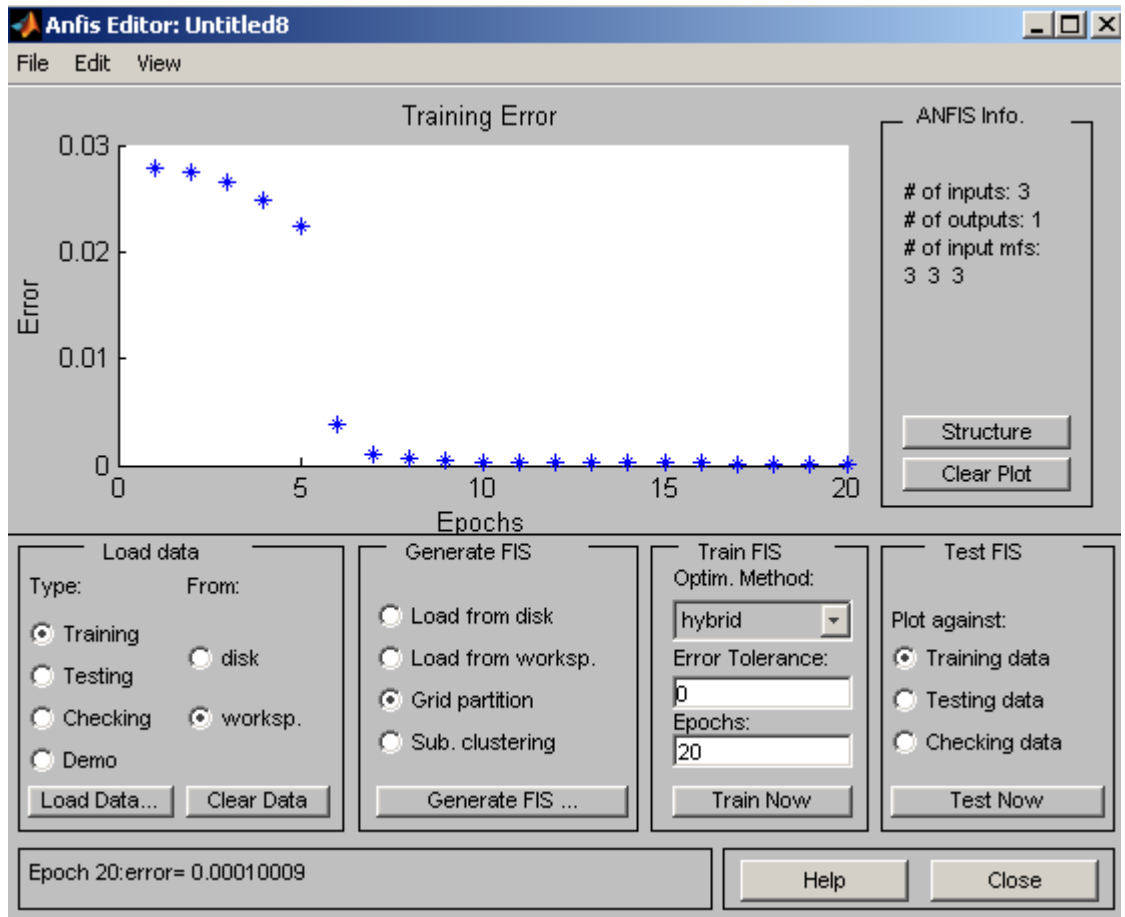 Anfis Editor: Untitled8
File Edit View
Training Error
0.03
0.02
0.01
0
Error
0 5 10 15 20
Epochs
ANFIS Info.
# of inputs: 3
# of outputs: 1
# of input mfs:
3 3 3
Structure
Clear Plot
Load data
Type:
From:
Training
Testing
Checking
Demo
disk
worksp.
Load Data...
Clear Data
Generate FIS
Load from disk
Load from worksp.
Grid partition
Sub. clustering
Generate FIS ...
Train FIS
Optim. Method:
hybrid
Error Tolerance:
0
Epochs:
20
Train Now
Test FIS
Plot against:
Training data
Testing data
Checking data
Test Now
Epoch 20:error= 0.00010009
Help
Close